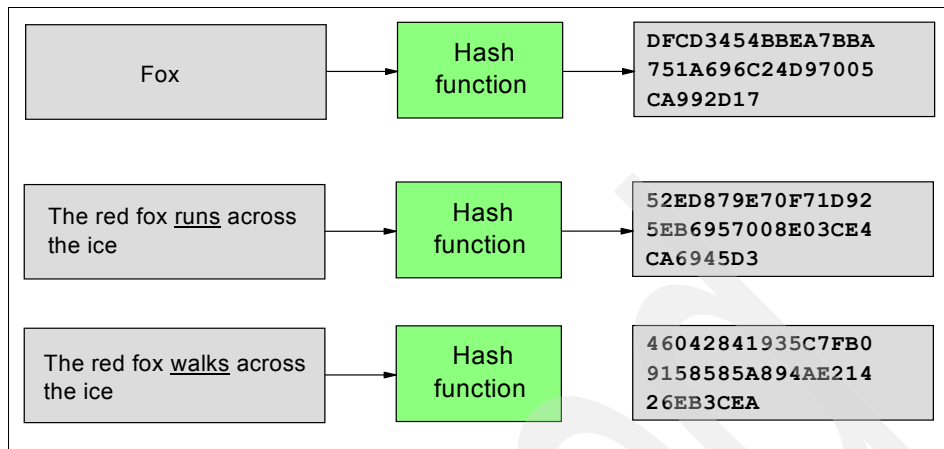 Fox
Hash
function
DFCD3454BBEA7BBA
751A696C24D97005
CA992D17
The red fox runs across
the ice
Hash
function
52ED879E70F71D92
5EB6957008E03CE4
CA6945D3
The red fox walks across
the ice
Hash
function
46042841935C7FB0
9158585A894AE214
26EB3CEA